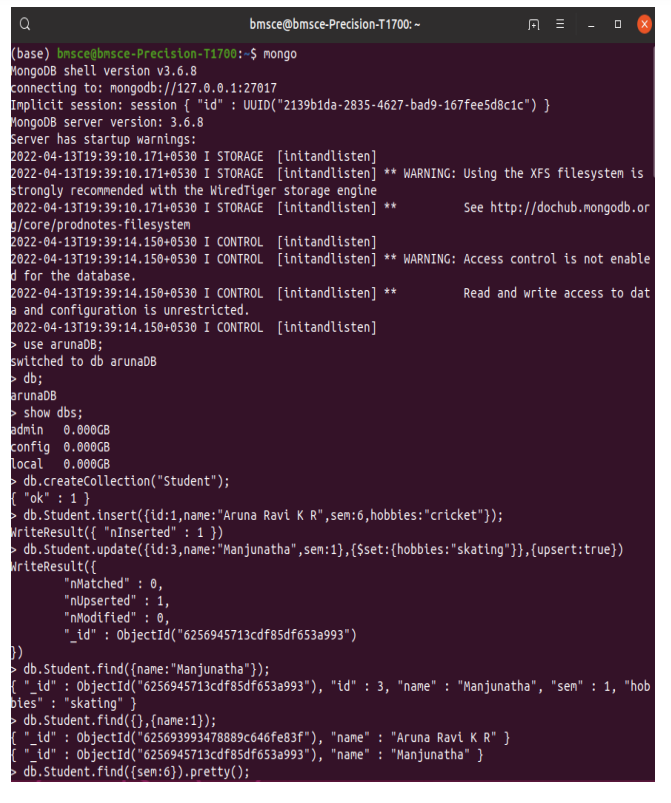 bmsce@bmsce-Precision-T1700: ~
(base) bmsce@bmsce-Precision-T1700:~$ mongo
MongoDB shell version v3.6.8
connecting to: mongodb://127.0.0.1:27017
Implicit session: session { "id" : UUID("2139b1da-2835-4627-bad9-167fee5d8c1c") }
MongoDB server version: 3.6.8
Server has startup warnings:
2022-04-13T19:39:10.171+0530 I STORAGE  [initandlisten]
2022-04-13T19:39:10.171+0530 I STORAGE  [initandlisten] ** WARNING: Using the XFS filesystem is
strongly recommended with the WiredTiger storage engine
2022-04-13T19:39:10.171+0530 I STORAGE  [initandlisten] **          See http://dochub.mongodb.or
g/core/prodnotes-filesystem
2022-04-13T19:39:14.150+0530 I CONTROL  [initandlisten]
2022-04-13T19:39:14.150+0530 I CONTROL  [initandlisten] ** WARNING: Access control is not enable
d for the database.
2022-04-13T19:39:14.150+0530 I CONTROL  [initandlisten] **          Read and write access to dat
a and configuration is unrestricted.
2022-04-13T19:39:14.150+0530 I CONTROL  [initandlisten]
> use arunaDB;
switched to db arunaDB
> db;
arunaDB
> show dbs;
admin   0.000GB
config  0.000GB
local   0.000GB
> db.createCollection("Student");
{ "ok" : 1 }
> db.Student.insert({id:1,name:"Aruna Ravi K R",sem:6,hobbies:"cricket"});
WriteResult({ "nInserted" : 1 })
> db.Student.update({id:3,name:"Manjunatha",sem:1},{$set:{hobbies:"skating"}},{upsert:true})
WriteResult({
        "nMatched" : 0,
        "nUpserted" : 1,
        "nModified" : 0,
        "_id" : ObjectId("6256945713cdf85df653a993")
})
> db.Student.find({name:"Manjunatha"});
{ "_id" : ObjectId("6256945713cdf85df653a993"), "id" : 3, "name" : "Manjunatha", "sem" : 1, "hob
bies" : "skating" }
> db.Student.find({},{name:1});
{ "_id" : ObjectId("625693993478889c646fe83f"), "name" : "Aruna Ravi K R" }
{ "_id" : ObjectId("6256945713cdf85df653a993"), "name" : "Manjunatha" }
> db.Student.find({sem:6}).pretty();